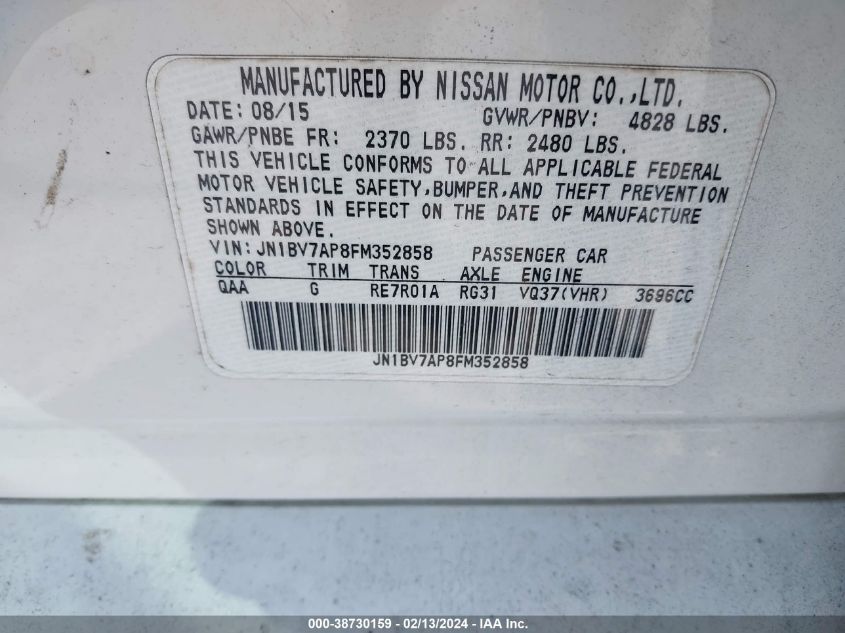 MANUFACTURED BY NISSAN MOTOR CO.,LTD.
DATE: 08/15 GVWR/PNBV: 4828 LBS.
GAWR/PNBE FR: 2370 LBS. RR: 2480 LBS.
THIS VEHICLE CONFORMS TO ALL APPLICABLE FEDERAL
MOTOR VEHICLE SAFETY,BUMPER,AND THEFT PREVENTION
STANDARDS IN EFFECT ON THE DATE OF MANUFACTURE
SHOWN ABOVE.
VIN: JN1BV7AP8FM352858 PASSENGER CAR
COLOR TRIM TRANS AXLE ENGINE
QAA G RE7R01A RG31 VQ37(VHR) 3696CC
JN1BV7AP8FM352858
000-38730159 - 02/13/2024 - IAA Inc.